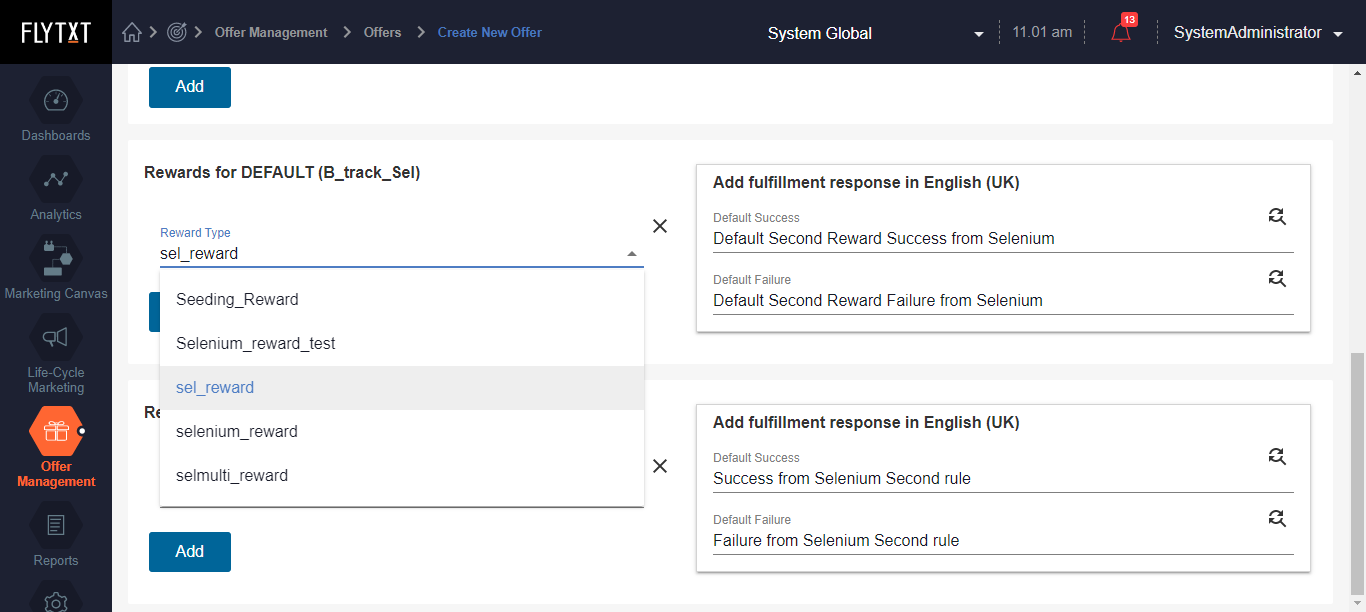 FLYTXT
Offer Management
Offers
Create New Offer
System Global
11.01 am
13
SystemAdministrator
Dashboards
Analytics
Marketing Canvas
Life-Cycle
Marketing
Offer
Management
Reports
Add
Rewards for DEFAULT (B_track_Sel)
Reward Type
sel_reward
Seeding_Reward
Selenium_reward_test
sel_reward
selenium_reward
selmulti_reward
Add fulfillment response in English (UK)
Default Success
Default Second Reward Success from Selenium
Default Failure
Default Second Reward Failure from Selenium
Add fulfillment response in English (UK)
Default Success
Success from Selenium Second rule
Default Failure
Failure from Selenium Second rule
Add